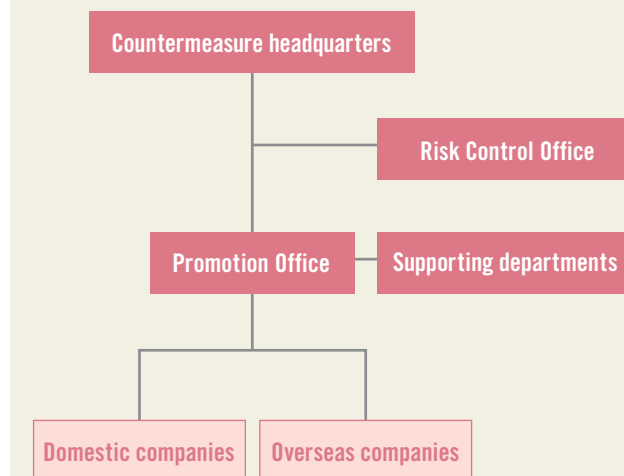 Countermeasure headquarters
Risk Control Office
Promotion Office
Supporting departments
Domestic companies
Overseas companies